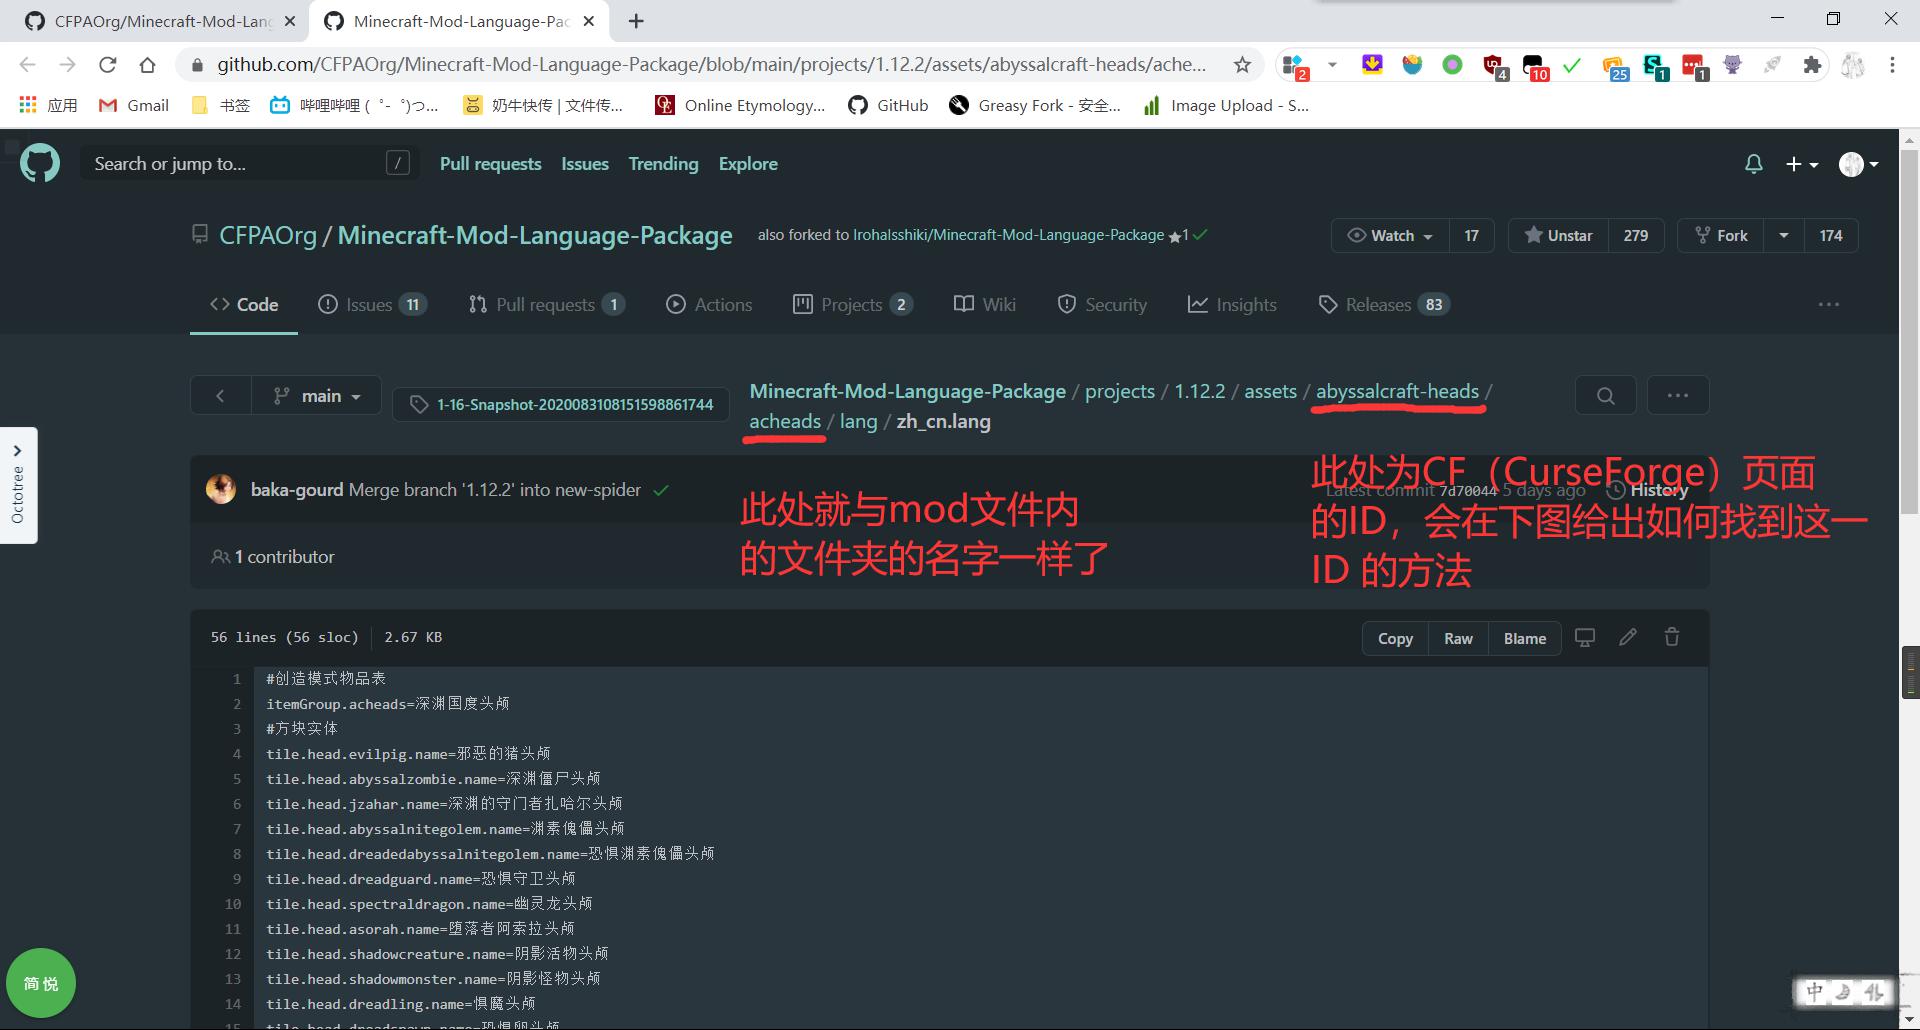 CFPAOrg/Minecraft-Mod-Lang
Minecraft-Mod-Language-Pac
github.com/CFPAOrg/Minecraft-Mod-Language-Package/blob/main/projects/1.12.2/assets/abyssalcraft-heads/ache...
2
4
10
25
1
1
应用
Gmail
书签
哔哩哔哩 ( ゜- ゜)つ...
奶牛快传 | 文件传...
Online Etymology...
GitHub
Greasy Fork - 安全...
Image Upload - S...
Search or jump to...
/
Pull requests
Issues
Trending
Explore
CFPAOrg / Minecraft-Mod-Language-Package
also forked to Irohalsshiki/Minecraft-Mod-Language-Package ★1
Watch 17
Unstar 279
Fork 174
Code
Issues 11
Pull requests 1
Actions
Projects 2
Wiki
Security
Insights
Releases 83
main
1-16-Snapshot-2020083108151598861744
Minecraft-Mod-Language-Package / projects / 1.12.2 / assets / abyssalcraft-heads /
acheads / lang / zh_cn.lang
Octotree
baka-gourd Merge branch '1.12.2' into new-spider
Latest commit 7d70044 5 days ago
History
此处就与mod文件内
的文件夹的名字一样了
此处为CF（CurseForge）页面
的ID，会在下图给出如何找到这一
ID 的方法
1 contributor
56 lines (56 sloc)
2.67 KB
Copy
Raw
Blame
1 #创造模式物品表
2 itemGroup.acheads=深渊国度头颅
3 #方块实体
4 tile.head.evilpig.name=邪恶的猪头颅
5 tile.head.abyssalzombie.name=深渊僵尸头颅
6 tile.head.jzahar.name=深渊的守门者扎哈尔头颅
7 tile.head.abyssalnitegolem.name=渊素傀儡头颅
8 tile.head.dreadedabyssalnitegolem.name=恐惧渊素傀儡头颅
9 tile.head.dreadguard.name=恐惧守卫头颅
10 tile.head.spectraldragon.name=幽灵龙头颅
11 tile.head.asorah.name=堕落者阿索拉头颅
12 tile.head.shadowcreature.name=阴影活物头颅
13 tile.head.shadowmonster.name=阴影怪物头颅
14 tile.head.dreadling.name=惧魔头颅
15 tile.head.dreadspawn.name=恐惧卵头颅
简悦
中